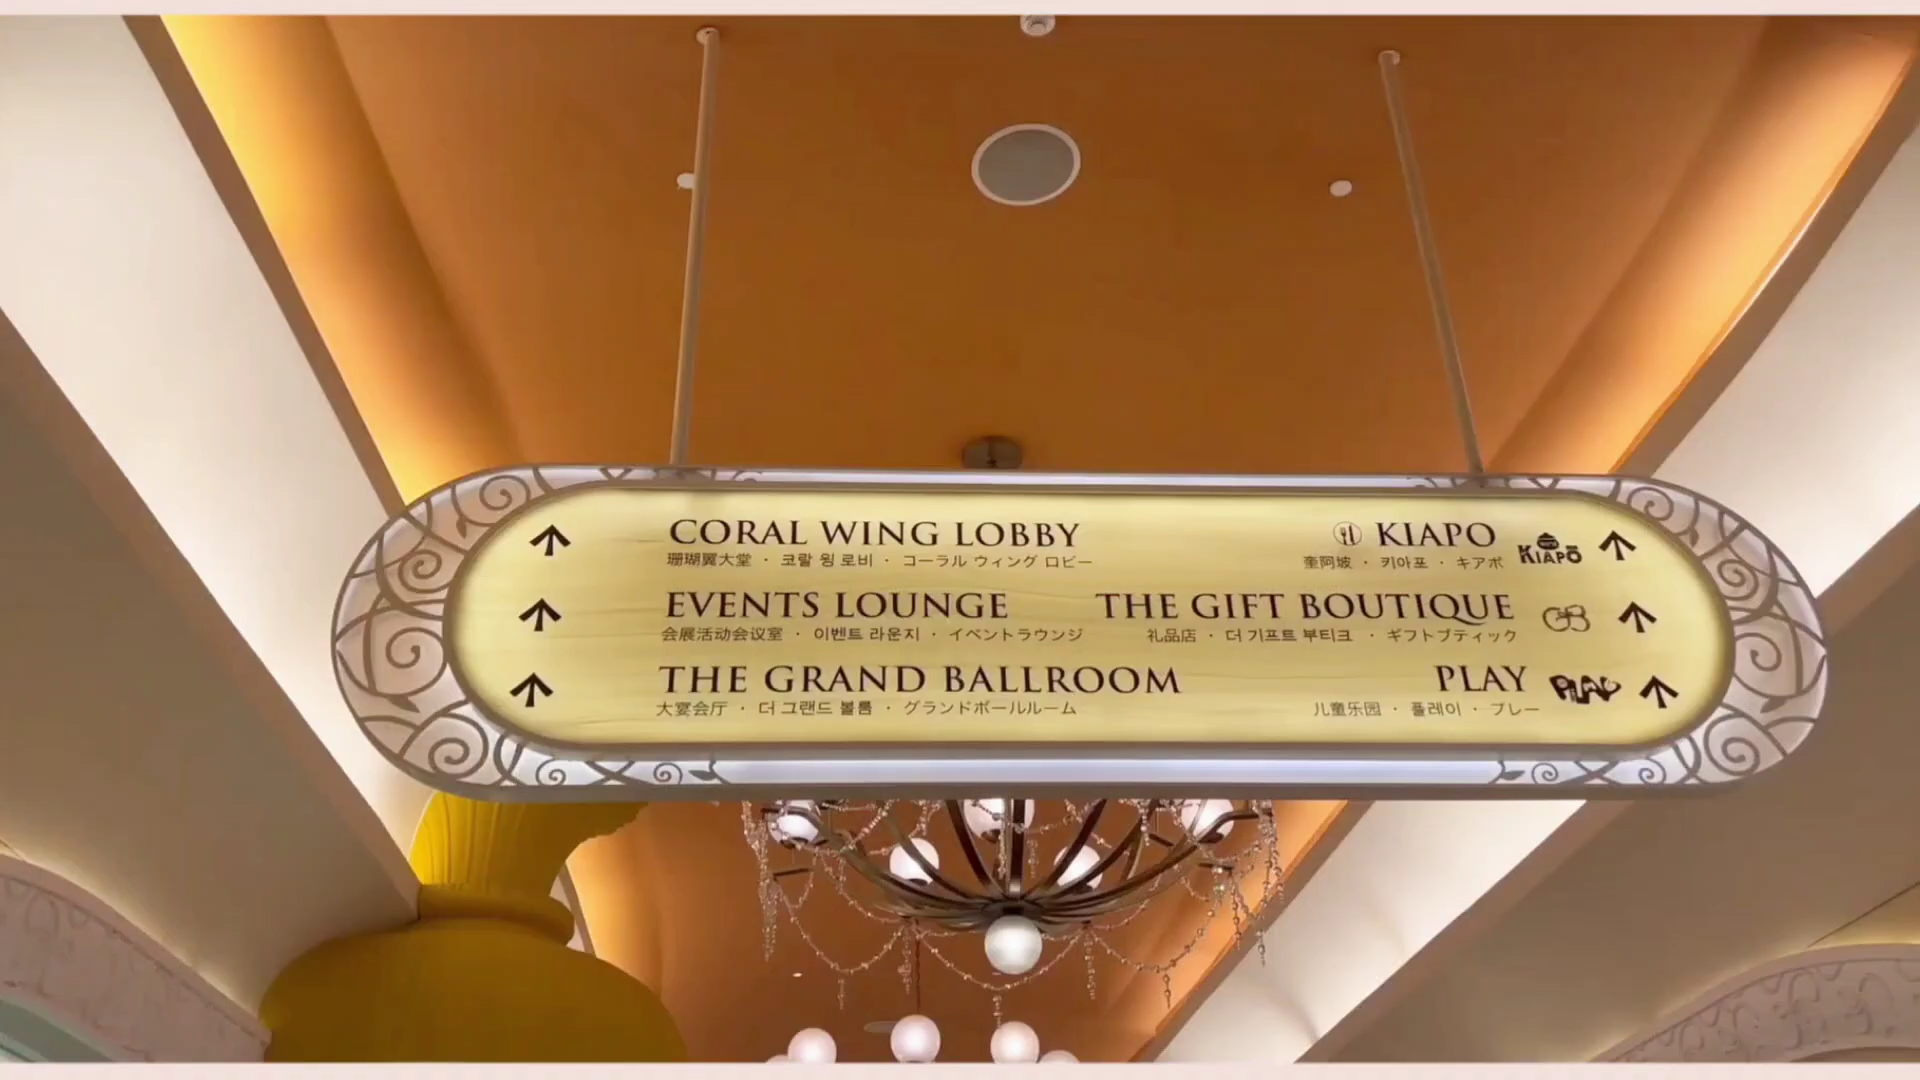 CORAL WING LOBBY
珊瑚翼大堂 · 코랄 윙 로비 · コーラル ウィング ロビー
KIAPO
奎阿坡 · 키아포 · キアポ
KIAPO
EVENTS LOUNGE
会展活动会议室 · 이벤트 라운지 · イベントラウンジ
THE GIFT BOUTIQUE
礼品店 · 더 기프트 부티크 · ギフトブティック
THE GRAND BALLROOM
大宴会厅 · 더 그랜드 볼룸 · グランドボールルーム
PLAY
儿童乐园 · 플레이 · プレー
PLAY